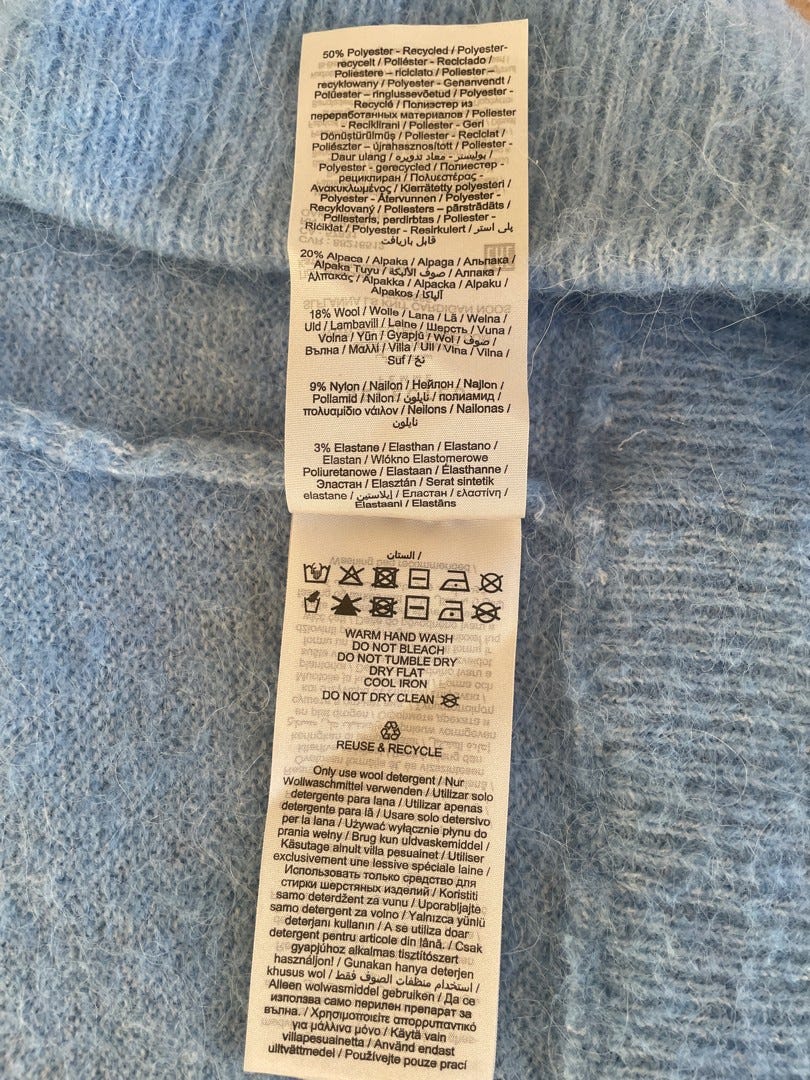 50% Polyester - Recycled / Polyester-
recycelt / Poliéster - Reciclado /
Poliestere – riciclato / Poliester –
recyklowany / Polyester - Genanvendt /
Polüester – ringlussevõetud / Polyester -
Recyclé / Полиэстер из
переработанных материалов / Poliester
- Reciklirani / Poliester - Geri
Dönüştürülmüş / Poliester - Reciclat /
Poliészter – újrahasznosított / Poliester -
Daur ulang / بوليستر - معاد تدويره /
Polyester - gerecycled / Полиестер -
рециклиран / Πολυεστέρας -
Ανακυκλωμένος / Kierrätetty polyesteri /
Polyester - Återvunnen / Polyester -
Recyklovaný / Poliesters – pārstrādāts /
Poliesteris, perdirbtas / Poliester -
Riċiklat / Polyester - Resirkulert / پلی استر
قابل بازیافت
20% Alpaca / Alpaka / Alpaga / Альпака /
Alpaka Tuyu / صوف الألبكة / Алпака /
Αλπακάς / Alpakka / Alpacka / Alpaku /
Alpakos / آلپاکا
18% Wool / Wolle / Lana / Lã / Wełna /
Uld / Lambavill / Laine / Шерсть / Vuna /
Volna / Yün / Gyapjú / Wol / صوف /
Вълна / Μαλλί / Villa / Ull / Vlna / Vilna /
Suf / نخ
9% Nylon / Nailon / Нейлон / Najlon /
Poliamid / Nilon / نايلون / полиамид /
πολυαμίδιο νάιλον / Neilons / Nailonas /
نایلون
3% Elastane / Elasthan / Elastano /
Elastan / Włókno Elastomerowe
Poliuretanowe / Elastaan / Élasthanne /
Эластан / Elasztán / Serat sintetik
elastane / إيلاستين / Еластан / ελαστίνη /
Elastaani / Elastāns
/ الستان
WARM HAND WASH
DO NOT BLEACH
DO NOT TUMBLE DRY
DRY FLAT
COOL IRON
DO NOT DRY CLEAN
REUSE & RECYCLE
Only use wool detergent / Nur
Wollwaschmittel verwenden / Utilizar solo
detergente para lana / Utilizar apenas
detergente para lã / Usare solo detersivo
per la lana / Używać wyłącznie płynu do
prania wełny / Brug kun uldvaskemiddel /
Käsutage ainult villa pesuainet / Utiliser
exclusivement une lessive spéciale laine /
Использовать только средство для
стирки шерстяных изделий / Koristiti
samo deterdžent za vunu / Uporabljajte
samo detergent za volno / Yalnızca yünlü
deterjanı kullanın / A se utiliza doar
detergent pentru articole din lână. / Csak
gyapjúhoz alkalmas tisztítószert
használjon! / Gunakan hanya deterjen
khusus wol / استخدام منظفات الصوف فقط /
Alleen wolwasmiddel gebruiken / Да се
използва само перилен препарат за
вълна. / Χρησιμοποιείτε απορρυπαντικό
για μάλλινα μόνο / Käytä vain
villapesuainetta / Använd endast
ulltvättmedel / Používejte pouze prací